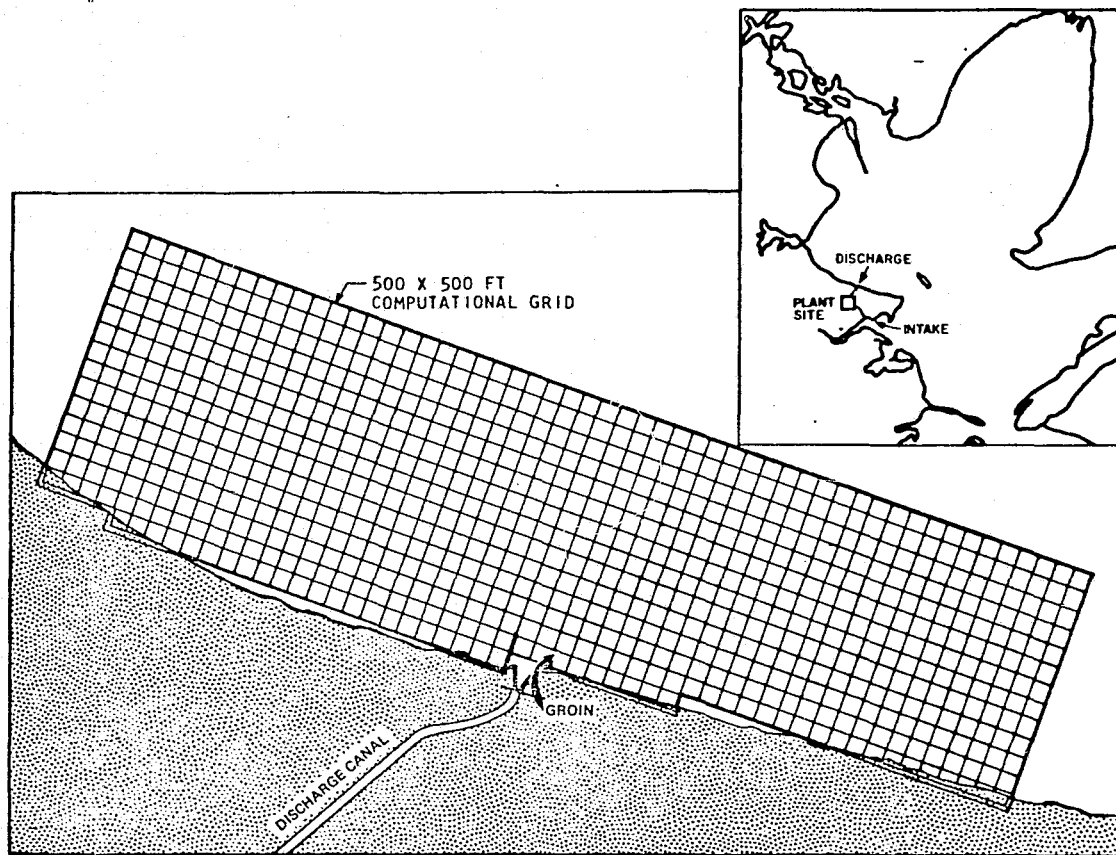 DISCHARGE
PLANT
SITE
INTAKE
500 X 500 FT
COMPUTATIONAL GRID
GROIN
DISCHARGE CANAL